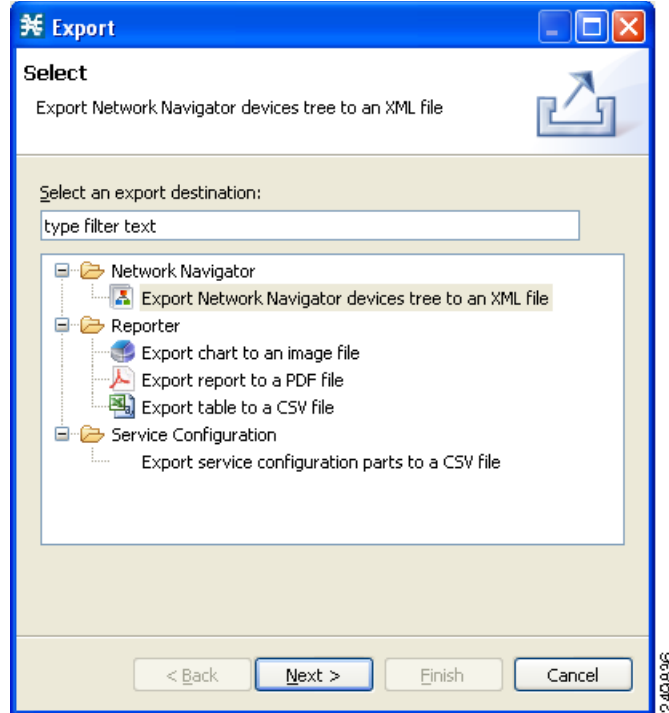 Export
Select
Export Network Navigator devices tree to an XML file
Select an export destination:
type filter text
Network Navigator
Export Network Navigator devices tree to an XML file
Reporter
Export chart to an image file
Export report to a PDF file
Export table to a CSV file
Service Configuration
Export service configuration parts to a CSV file
< Back
Next >
Finish
Cancel
249836